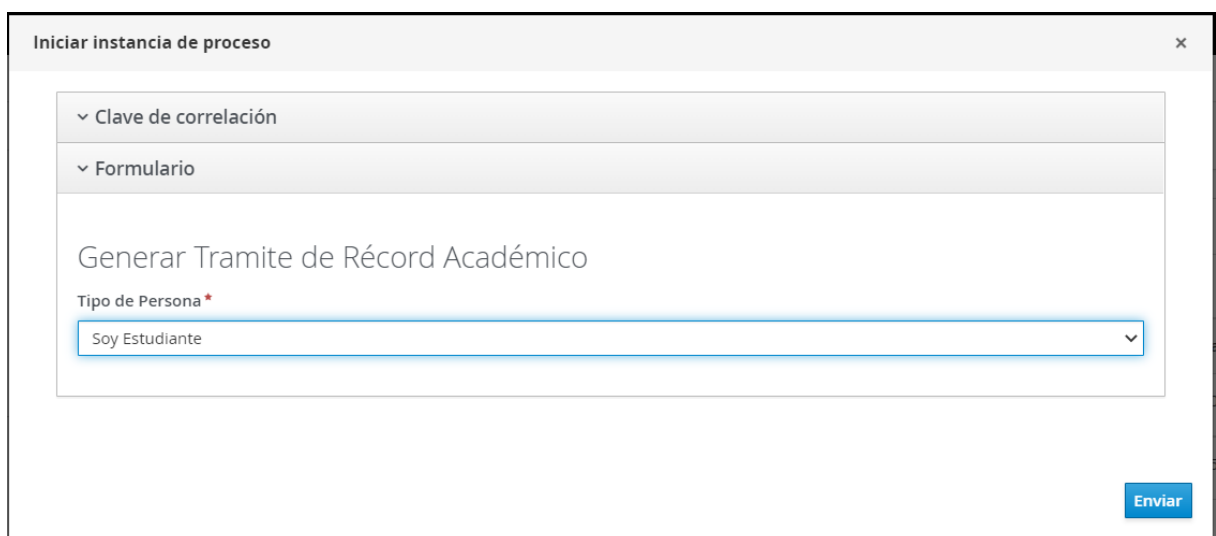 Iniciar instancia de proceso
Clave de correlación
Formulario
Generar Tramite de Récord Académico
Tipo de Persona*
Soy Estudiante
Enviar